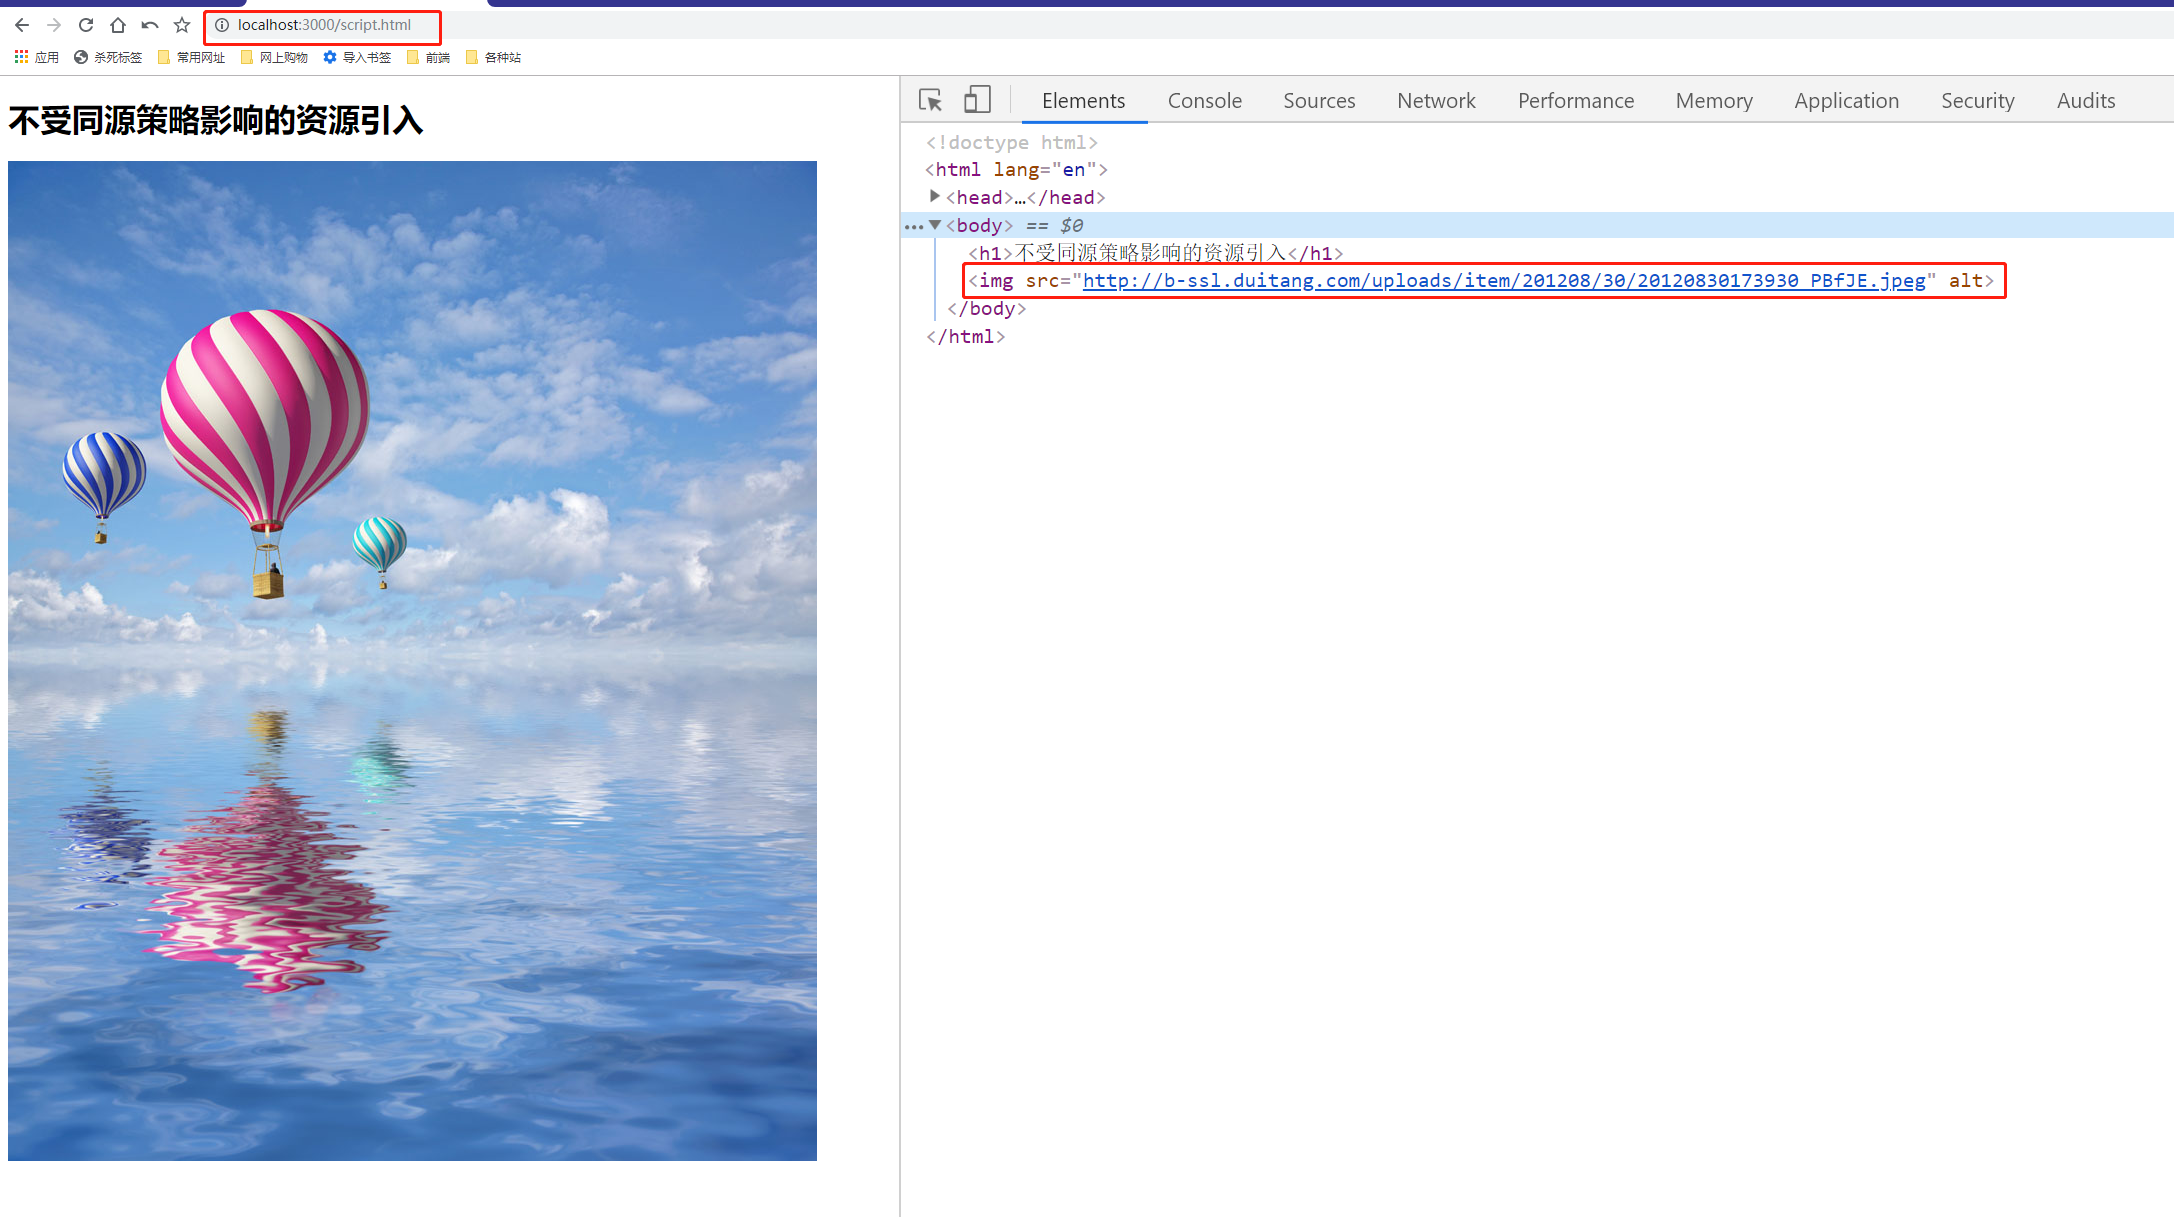 localhost:3000/script.html
应用 杀死标签 常用网址 网上购物 导入书签 前端 各种站
不受同源策略影响的资源引入
Elements Console Sources Network Performance Memory Application Security Audits
<!doctype html>
<html lang="en">
<head>…</head>
<body> == $0
<h1>不受同源策略影响的资源引入</h1>
<img src="http://b-ssl.duitang.com/uploads/item/201208/30/20120830173930_PBfJE.jpeg" alt>
</body>
</html>